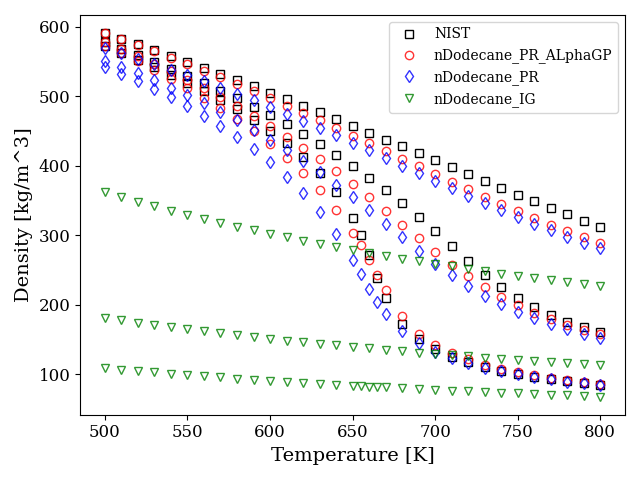 NIST
nDodecane_PR_ALphaGP
nDodecane_PR
nDodecane_IG
600
500
400
300
200
100
Density [kg/m^3]
500 550 600 650 700 750 800
Temperature [K]